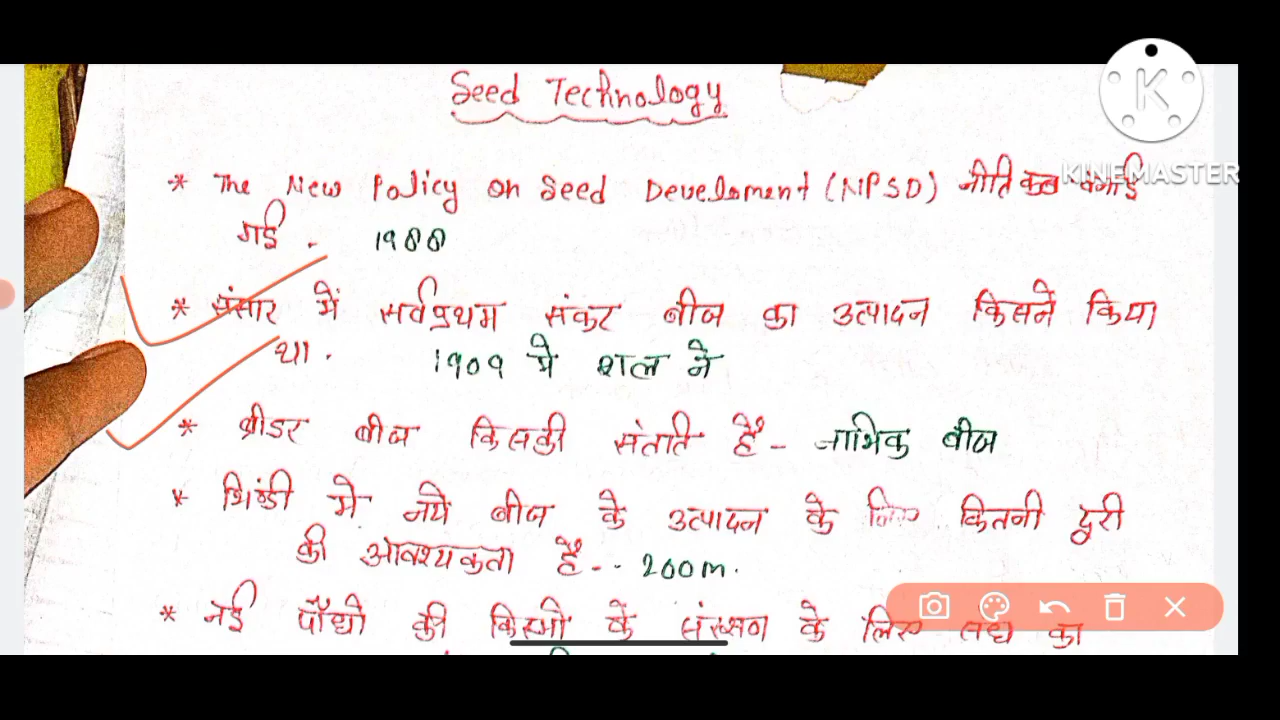 Seed Technology
K
KINEMASTER
* The New Policy on Seed Develoment (NPSD) नीति कब बनाई
गई . 1988
* संसार में सर्वप्रथम संकर बीज का उत्पादन किसने किया
था . 1909 मे शल ने
* ब्रीडर बीज किसकी संतति है - नाभिक बीज
* भिण्डी मे नये बीज के उत्पादन के लिए कितनी दूरी
की आवश्यकता है - . 200m.
* नई पौधो की किस्मो के संरक्षण के लिए का